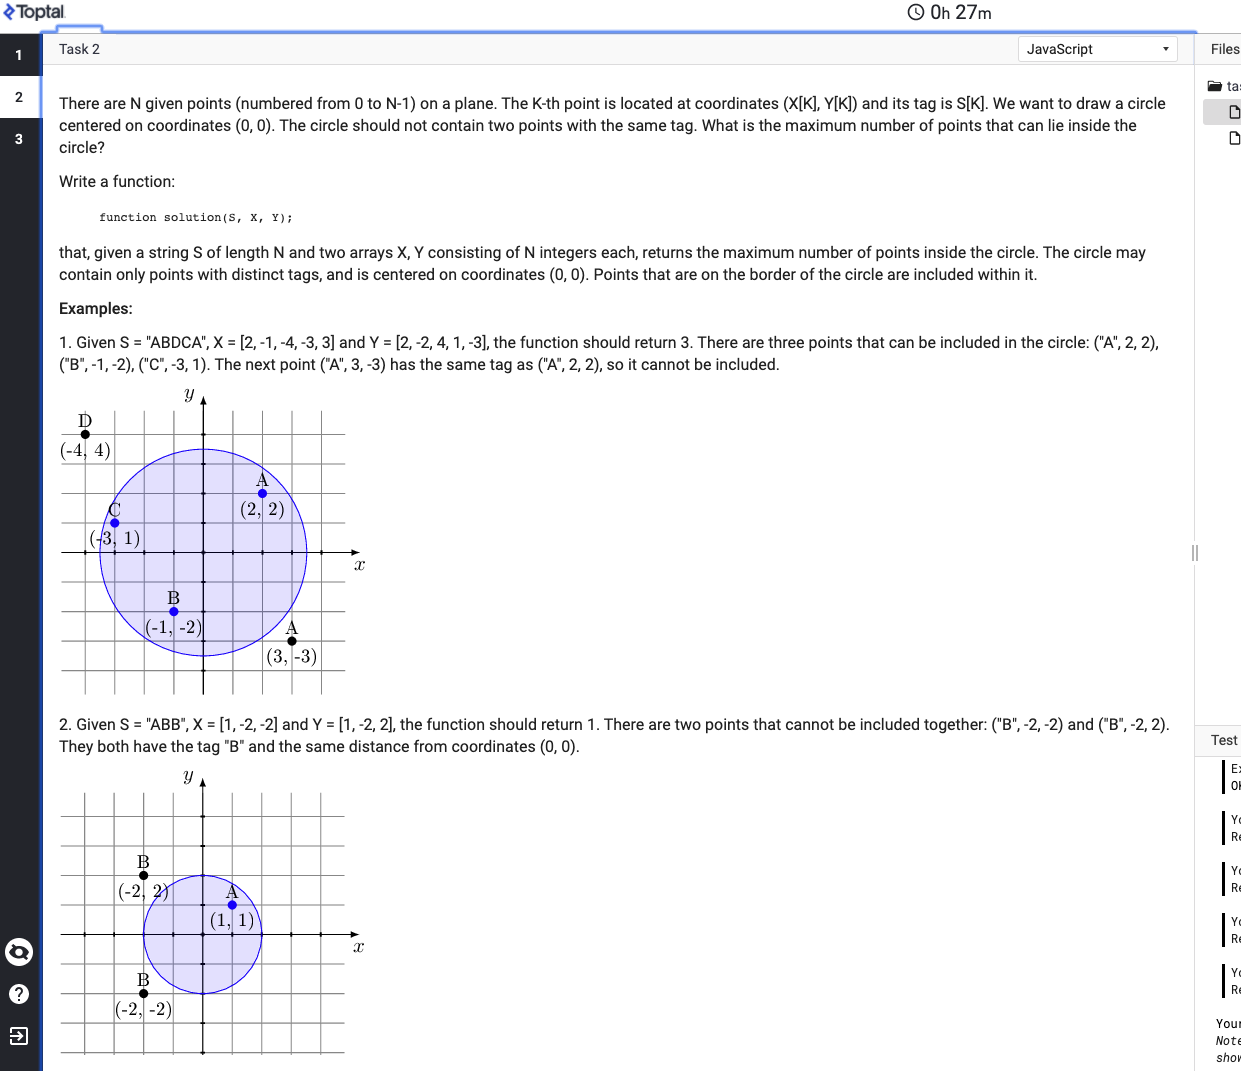 Toptal
0h 27m
1
Task 2
JavaScript
Files
2
3
There are N given points (numbered from 0 to N-1) on a plane. The K-th point is located at coordinates (X[K], Y[K]) and its tag is S[K]. We want to draw a circle
centered on coordinates (0, 0). The circle should not contain two points with the same tag. What is the maximum number of points that can lie inside the
circle?
Write a function:
function solution(S, X, Y);
that, given a string S of length N and two arrays X, Y consisting of N integers each, returns the maximum number of points inside the circle. The circle may
contain only points with distinct tags, and is centered on coordinates (0, 0). Points that are on the border of the circle are included within it.
Examples:
1. Given S = "ABDCA", X = [2, -1, -4, -3, 3] and Y = [2, -2, 4, 1, -3], the function should return 3. There are three points that can be included in the circle: ("A", 2, 2),
("B", -1, -2), ("C", -3, 1). The next point ("A", 3, -3) has the same tag as ("A", 2, 2), so it cannot be included.
y
D
(-4, 4)
A
(2, 2)
C
(-3, 1)
x
B
(-1, -2)
A
(3, -3)
2. Given S = "ABB", X = [1, -2, -2] and Y = [1, -2, 2], the function should return 1. There are two points that cannot be included together: ("B", -2, -2) and ("B", -2, 2).
They both have the tag "B" and the same distance from coordinates (0, 0).
Test
y
B
(-2, 2)
A
(1, 1)
x
B
(-2, -2)
?